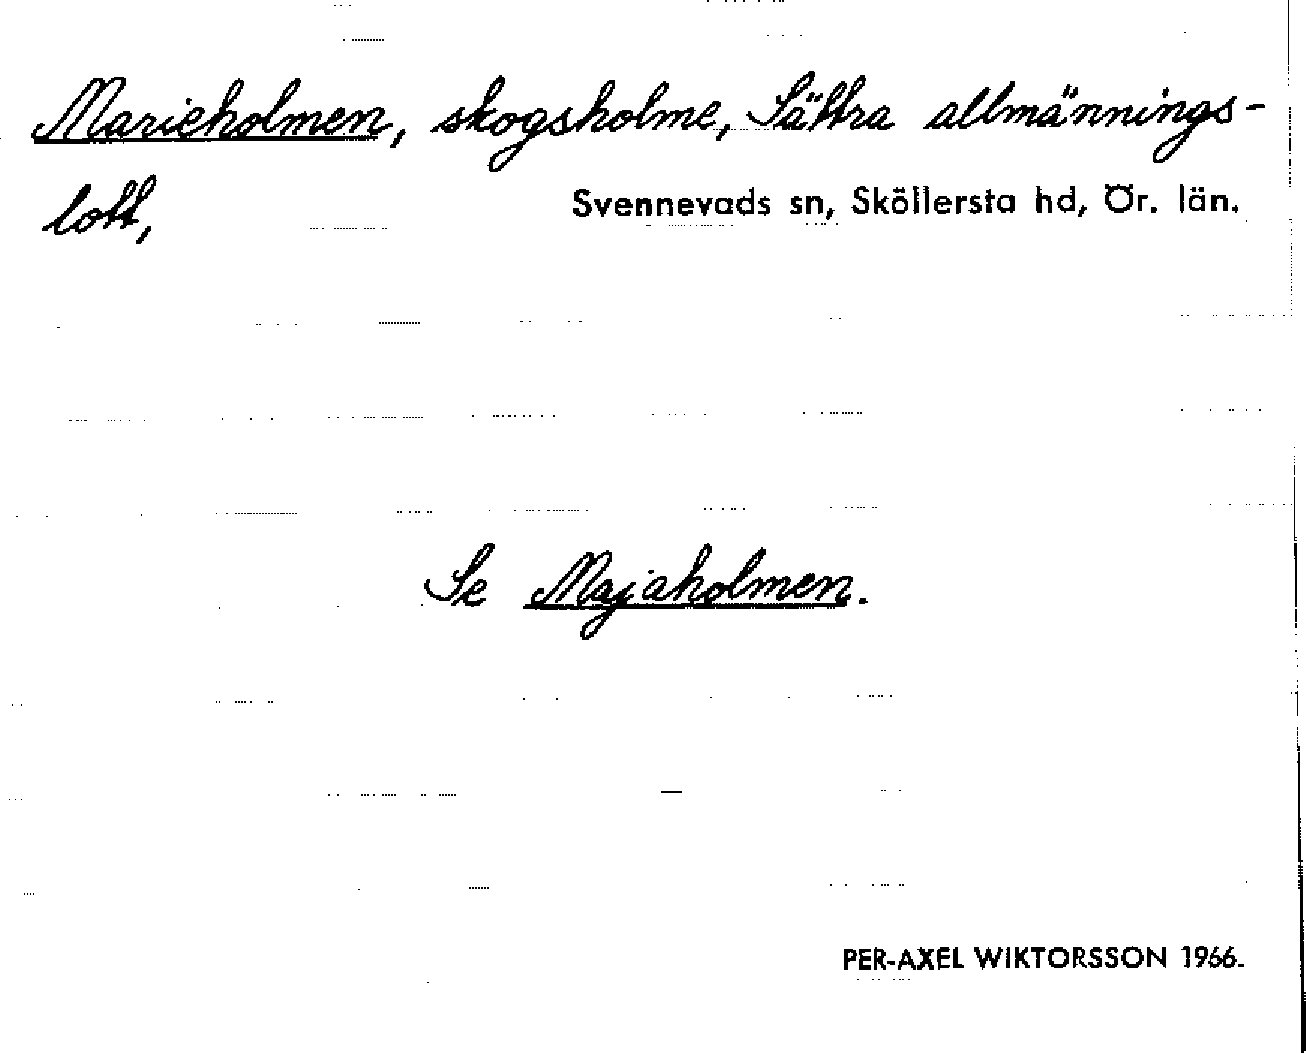 Marieholmen, skogsholme, Sättra allmännings-
lott,
Svennevads sn, Sköllersta hd, Ör. län.
Se Majaholmen.
PER-AXEL WIKTORSSON 1966.